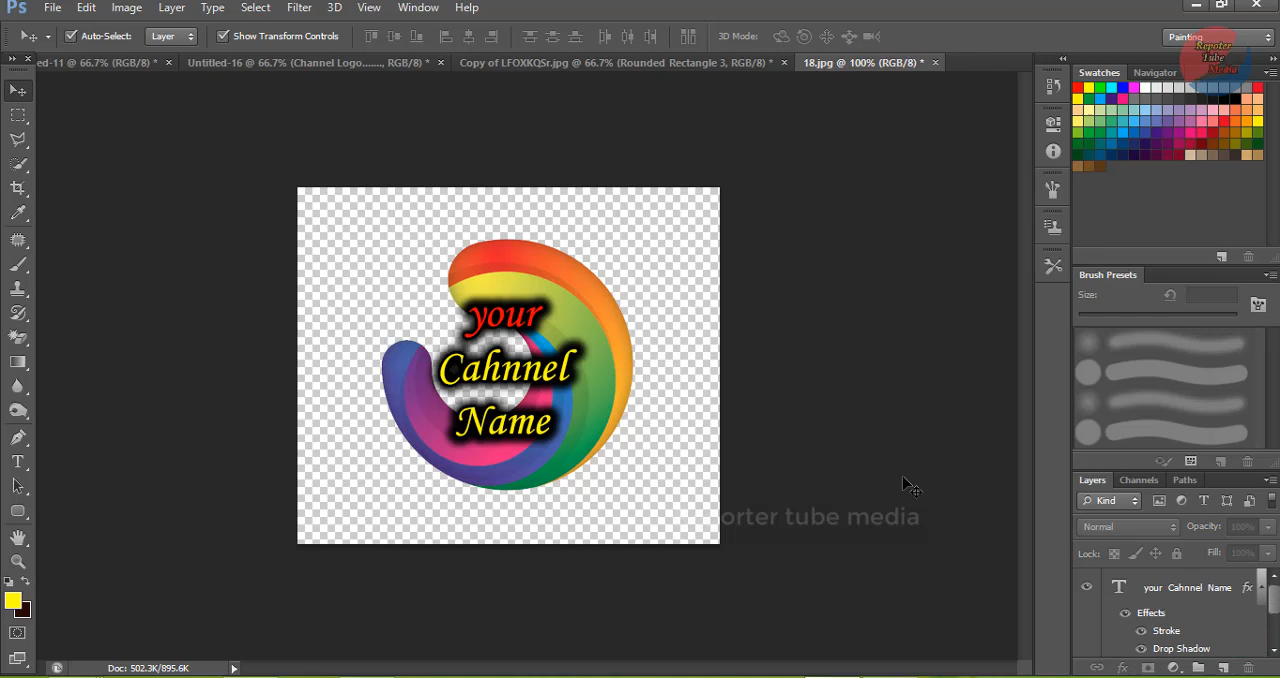 Ps File Edit Image Layer Type Select Filter 3D View Window Help
Auto-Select: Layer Show Transform Controls 3D Mode: Painting
Repoter
Tube
Media
ed-11 @ 66.7% (RGB/8) * × Untitled-16 @ 66.7% (Channel Logo......., RGB/8) * × Copy of LFOXKQSr.jpg @ 66.7% (Rounded Rectangle 3, RGB/8) * × 18.jpg @ 100% (RGB/8) * ×
Swatches Navigator
your
Cahnnel
Name
Brush Presets
Size:
orter tube media
Layers Channels Paths
Kind
Normal Opacity: 100%
Lock: Fill: 100%
T your Cahnnel Name fx
Effects
Stroke
Drop Shadow
Doc: 502.3K/895.6K